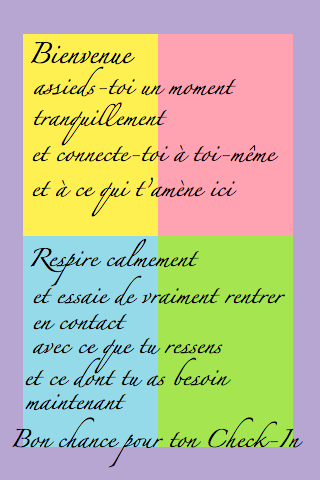 Bienvenue
assieds-toi un moment
tranquillement
et connecte-toi à toi-même
et à ce qui t'amène ici
Respire calmement
et essaie de vraiment rentrer
en contact
avec ce que tu ressens
et ce dont tu as besoin
maintenant
Bon chance pour ton Check-In